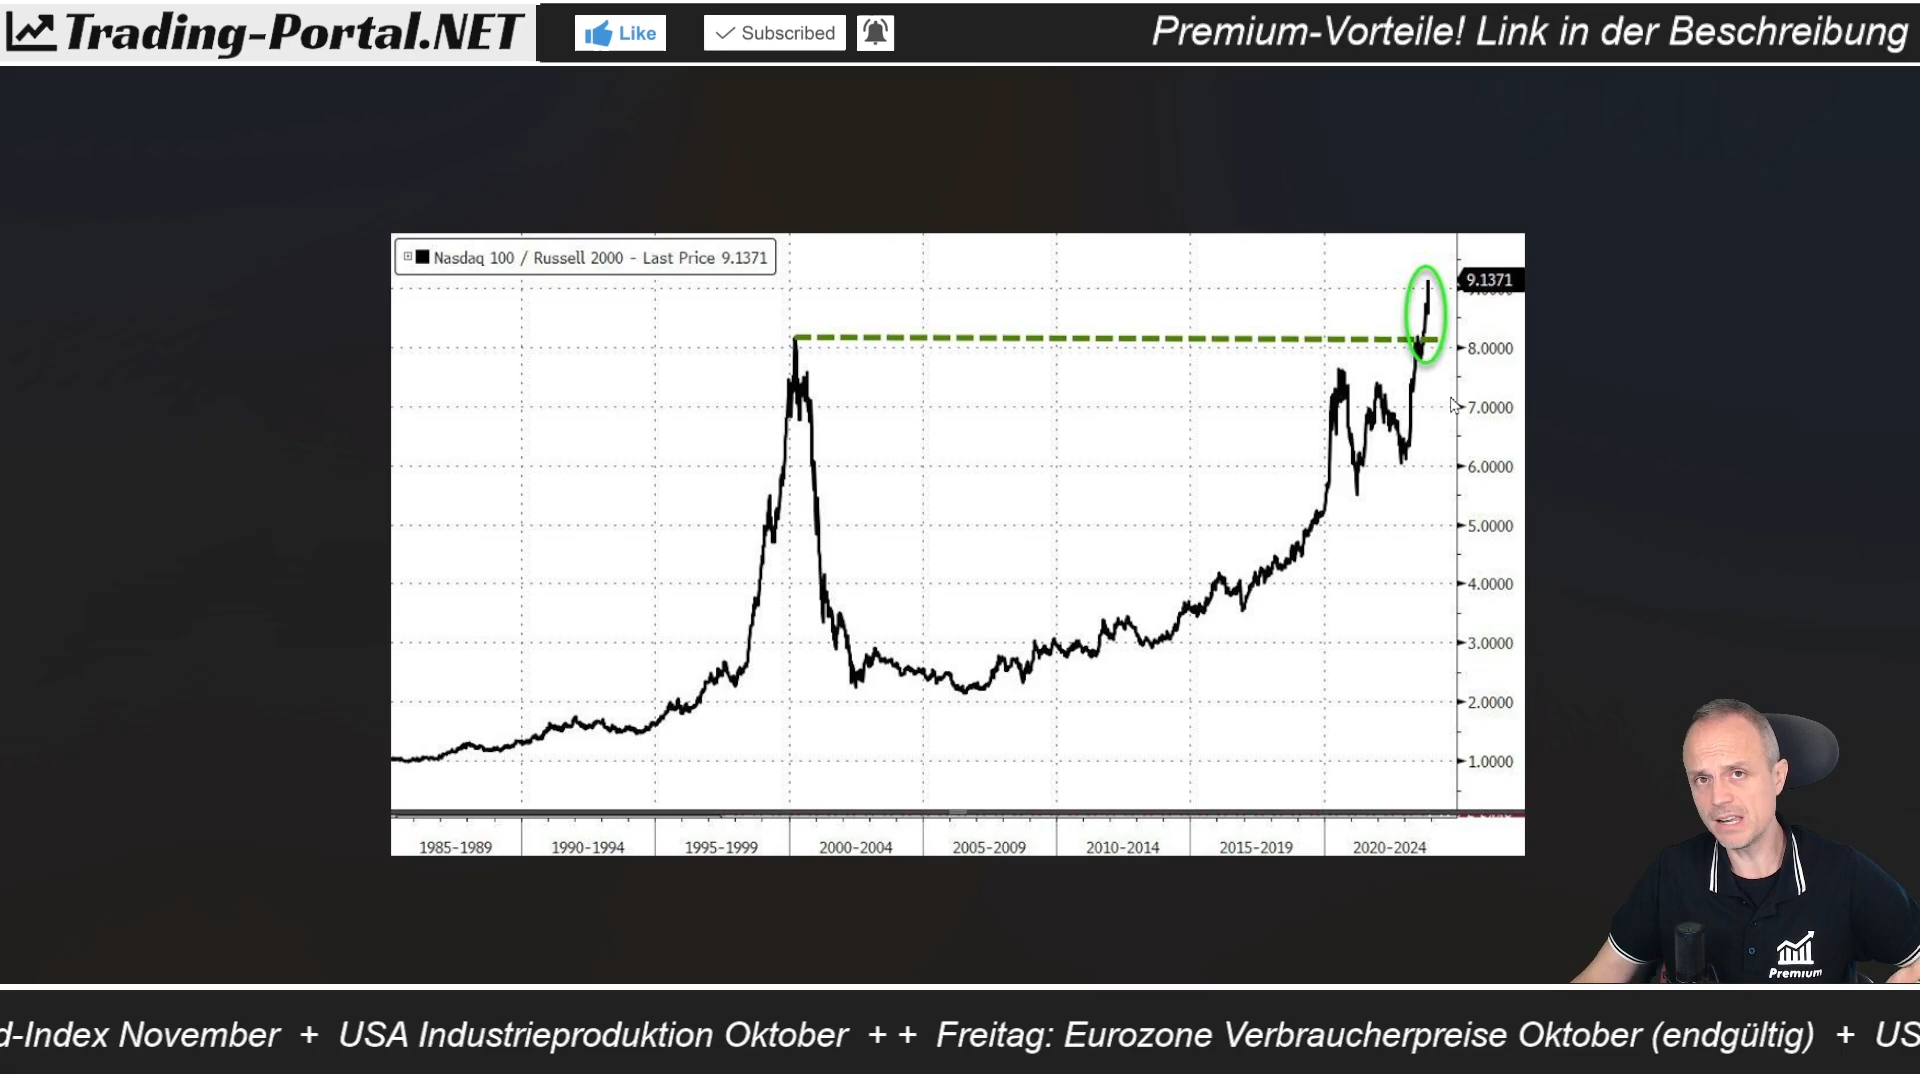 Trading-Portal.NET
Like
Subscribed
Premium-Vorteile! Link in der Beschreibung
Nasdaq 100 / Russell 2000 - Last Price 9.1371
9.1371
8.0000
7.0000
6.0000
5.0000
4.0000
3.0000
2.0000
1.0000
1985-1989 1990-1994 1995-1999 2000-2004 2005-2009 2010-2014 2015-2019 2020-2024
Premium
d-Index November + USA Industrieproduktion Oktober + + Freitag: Eurozone Verbraucherpreise Oktober (endgültig) + US